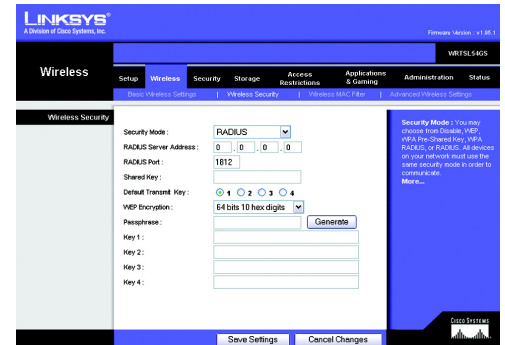 LINKSYS®
A Division of Cisco Systems, Inc.
Firmware Version : v1.95.1
WRTSL54GS
Wireless
Setup Wireless Security Storage Access Restrictions Applications & Gaming Administration Status
Basic Wireless Settings | Wireless Security | Wireless MAC Filter | Advanced Wireless Settings
Wireless Security
Security Mode : RADIUS
RADIUS Server Address : 0 . 0 . 0 . 0
RADIUS Port : 1812
Shared Key :
Default Transmit Key : 1 2 3 4
WEP Encryption : 64 bits 10 hex digits
Passphrase : Generate
Key 1 :
Key 2 :
Key 3 :
Key 4 :
Security Mode : You may
choose from Disable, WEP,
WPA Pre-Shared Key, WPA
RADIUS, or RADIUS. All devices
on your network must use the
same security mode in order to
communicate.
More...
CISCO SYSTEMS
Save Settings Cancel Changes